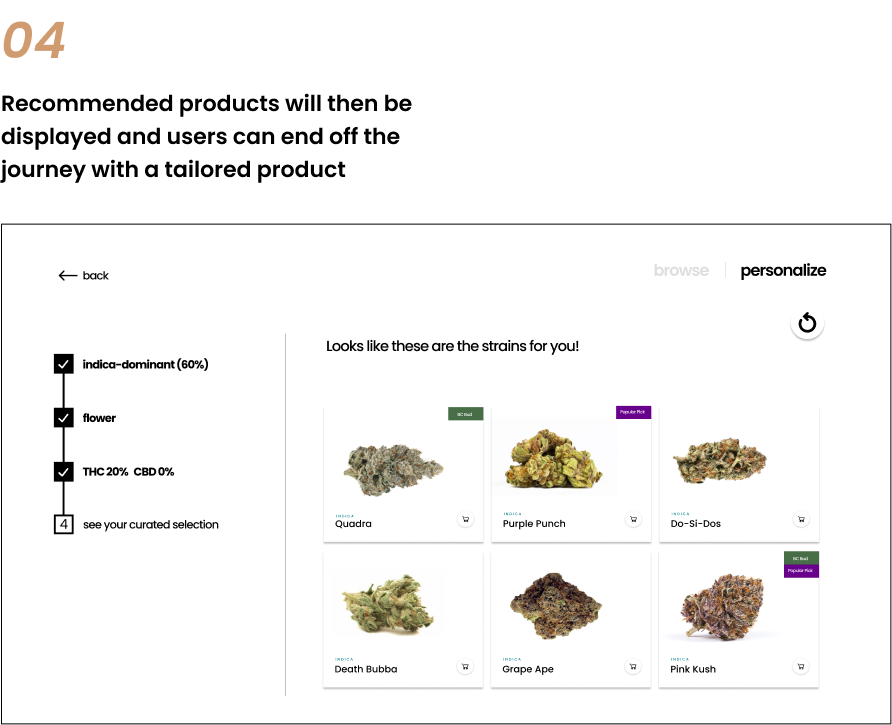 04
Recommended products will then be
displayed and users can end off the
journey with a tailored product
back
browse
personalize
indica-dominant (60%)
flower
THC 20% CBD 0%
4
see your curated selection
Looks like these are the strains for you!
BC Bud
INDICA
Quadra
Popular Pick
INDICA
Purple Punch
INDICA
Do-Si-Dos
INDICA
Death Bubba
INDICA
Grape Ape
BC Bud
Popular Pick
INDICA
Pink Kush